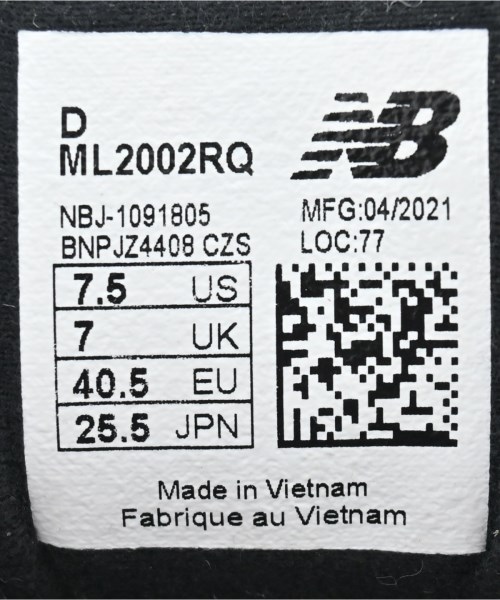 D
ML2002RQ
NB
NBJ-1091805
BNPJZ4408 CZS
MFG:04/2021
LOC:77
7.5 US
7 UK
40.5 EU
25.5 JPN
Made in Vietnam
Fabrique au Vietnam